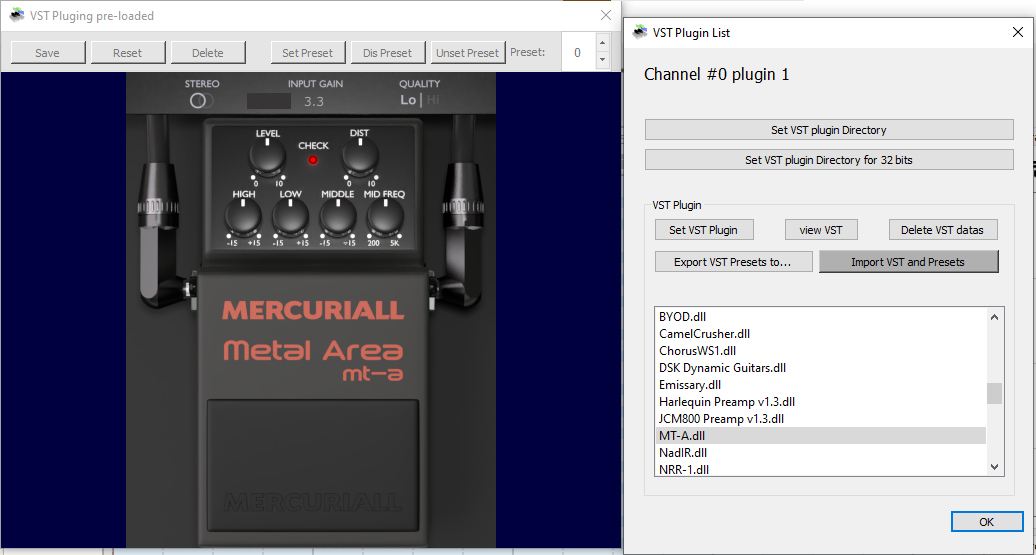 VST Pluging pre-loaded
Save Reset Delete Set Preset Dis Preset Unset Preset Preset: 0
STEREO INPUT GAIN QUALITY
3.3 Lo | Hi
LEVEL DIST
CHECK
0 10 0 10
HIGH LOW MIDDLE MID FREQ
-15 +15 -15 +15 -15 +15 200 5K
MERCURIALL
Metal Area
mt-a
MERCURIALL
VST Plugin List
Channel #0 plugin 1
Set VST plugin Directory
Set VST plugin Directory for 32 bits
VST Plugin
Set VST Plugin view VST Delete VST datas
Export VST Presets to... Import VST and Presets
BYOD.dll
CamelCrusher.dll
ChorusWS1.dll
DSK Dynamic Guitars.dll
Emissary.dll
Harlequin Preamp v1.3.dll
JCM800 Preamp v1.3.dll
MT-A.dll
NadIR.dll
NRR-1.dll
OK